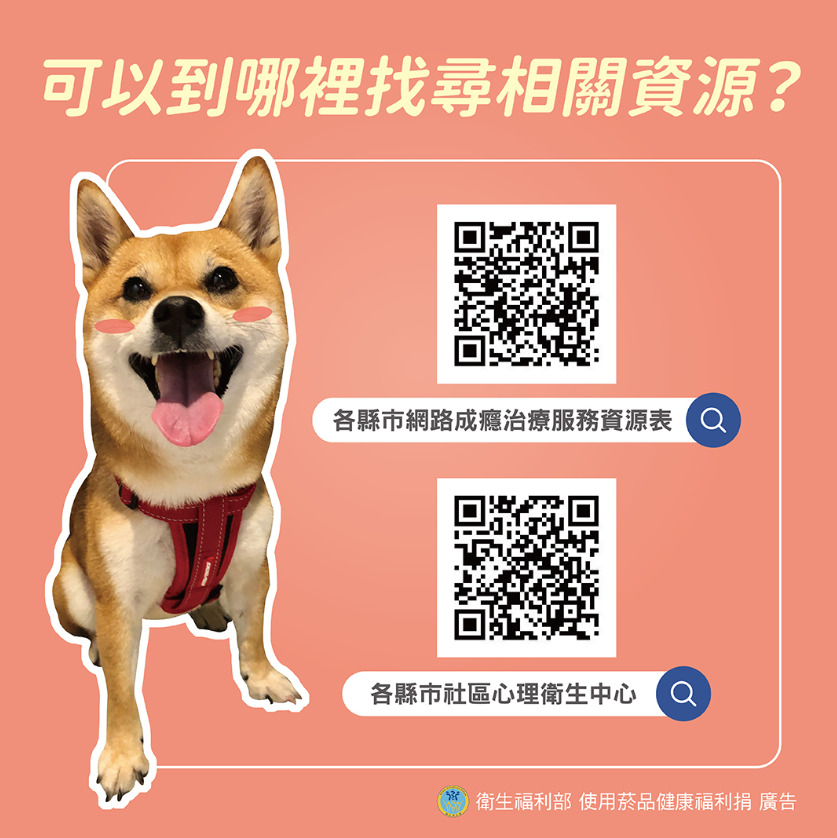 可以到哪裡找尋相關資源？
各縣市網路成癮治療服務資源表
各縣市社區心理衛生中心
衛生福利部 使用菸品健康福利捐 廣告